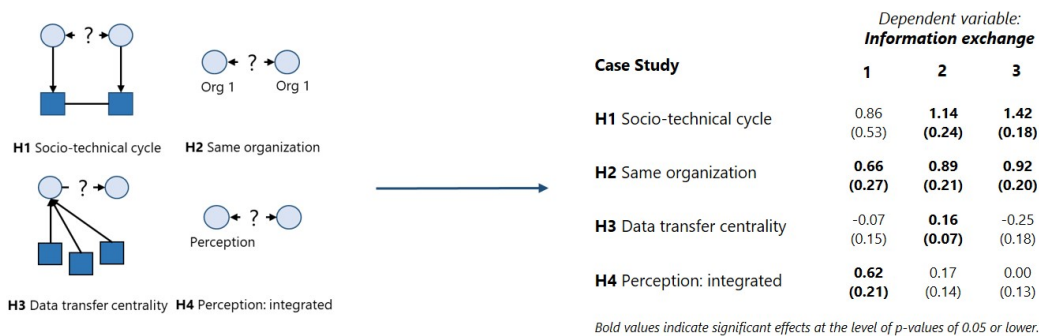 ?
?
Org 1 Org 1
H1 Socio-technical cycle H2 Same organization
?
?
Perception
H3 Data transfer centrality H4 Perception: integrated
Dependent variable:
Information exchange
Case Study 1 2 3
H1 Socio-technical cycle 0.86 1.14 1.42
(0.53) (0.24) (0.18)
H2 Same organization 0.66 0.89 0.92
(0.27) (0.21) (0.20)
H3 Data transfer centrality -0.07 0.16 -0.25
(0.15) (0.07) (0.18)
H4 Perception: integrated 0.62 0.17 0.00
(0.21) (0.14) (0.13)
Bold values indicate significant effects at the level of p-values of 0.05 or lower.